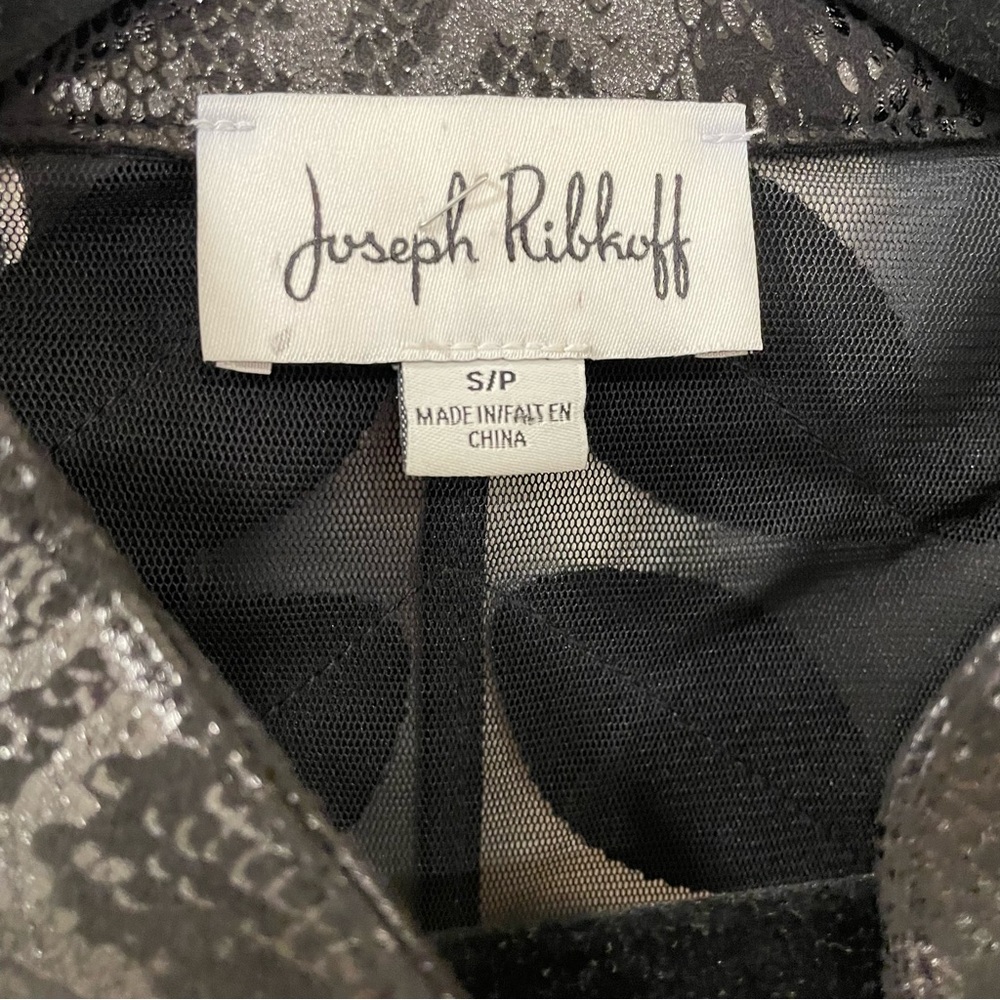 Joseph Ribkoff
S/P
MADE IN/FAIT EN
CHINA